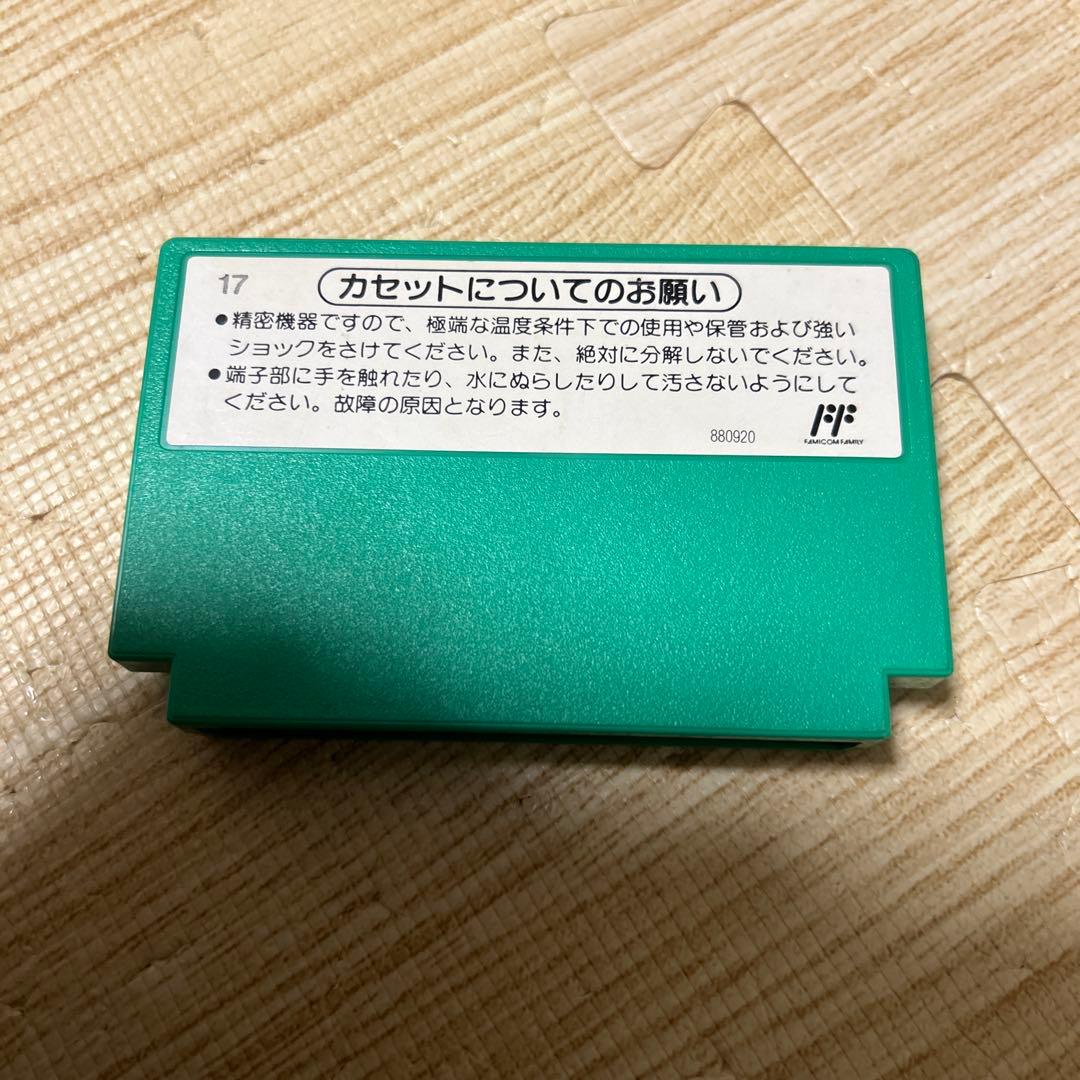 17
カセットについてのお願い
●精密機器ですので、極端な温度条件下での使用や保管および強い
ショックをさけてください。また、絶対に分解しないでください。
●端子部に手を触れたり、水にぬらしたりして汚さないようにして
ください。故障の原因となります。
880920
FAMICOM FAMILY